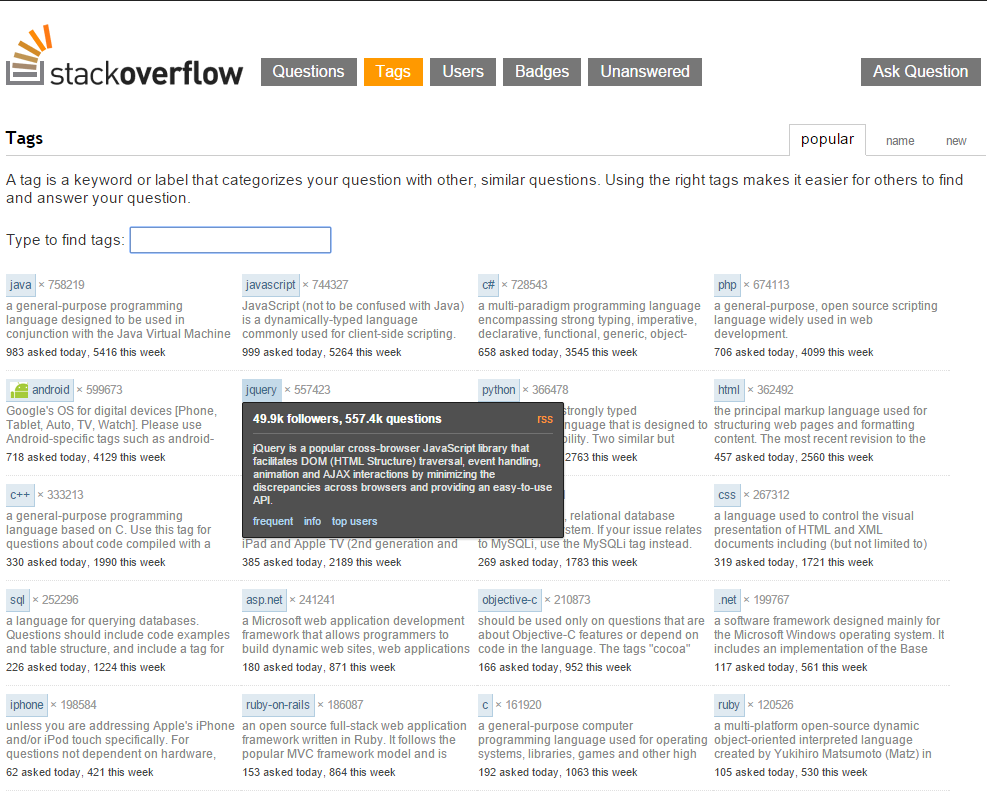 stackoverflow
Questions
Tags
Users
Badges
Unanswered
Ask Question
Tags
popular
name
new
A tag is a keyword or label that categorizes your question with other, similar questions. Using the right tags makes it easier for others to find
and answer your question.
Type to find tags:
java × 758219
a general-purpose programming
language designed to be used in
conjunction with the Java Virtual Machine
983 asked today, 5416 this week
javascript × 744327
JavaScript (not to be confused with Java)
is a dynamically-typed language
commonly used for client-side scripting.
999 asked today, 5264 this week
c# × 728543
a multi-paradigm programming language
encompassing strong typing, imperative,
declarative, functional, generic, object-
658 asked today, 3545 this week
php × 674113
a general-purpose, open source scripting
language widely used in web
development.
706 asked today, 4099 this week
android × 599673
Google's OS for digital devices [Phone,
Tablet, Auto, TV, Watch]. Please use
Android-specific tags such as android-
718 asked today, 4129 this week
jquery × 557423
49.9k followers, 557.4k questions
rss
jQuery is a popular cross-browser JavaScript library that
facilitates DOM (HTML Structure) traversal, event handling,
animation and AJAX interactions by minimizing the
discrepancies across browsers and providing an easy-to-use
API.
frequent info top users
python × 366478
strongly typed
that is designed to
Two similar but
2763 this week
html × 362492
the principal markup language used for
structuring web pages and formatting
content. The most recent revision to the
457 asked today, 2560 this week
c++ × 333213
a general-purpose programming
language based on C. Use this tag for
questions about code compiled with a
330 asked today, 1990 this week
iPad and Apple TV (2nd generation and
385 asked today, 2189 this week
, relational database
If your issue relates
to MySQLi, use the MySQLi tag instead.
269 asked today, 1783 this week
css × 267312
a language used to control the visual
presentation of HTML and XML
documents including (but not limited to)
319 asked today, 1721 this week
sql × 252296
a language for querying databases.
Questions should include code examples
and table structure, and include a tag for
226 asked today, 1224 this week
asp.net × 241241
a Microsoft web application development
framework that allows programmers to
build dynamic web sites, web applications
180 asked today, 871 this week
objective-c × 210873
should be used only on questions that are
about Objective-C features or depend on
code in the language. The tags "cocoa"
166 asked today, 952 this week
.net × 199767
a software framework designed mainly for
the Microsoft Windows operating system. It
includes an implementation of the Base
117 asked today, 561 this week
iphone × 198584
unless you are addressing Apple's iPhone
and/or iPod touch specifically. For
questions not dependent on hardware,
62 asked today, 421 this week
ruby-on-rails × 186087
an open source full-stack web application
framework written in Ruby. It follows the
popular MVC framework model and is
153 asked today, 864 this week
c × 161920
a general-purpose computer
programming language used for operating
systems, libraries, games and other high
192 asked today, 1063 this week
ruby × 120526
a multi-platform open-source dynamic
object-oriented interpreted language
created by Yukihiro Matsumoto (Matz) in
105 asked today, 530 this week